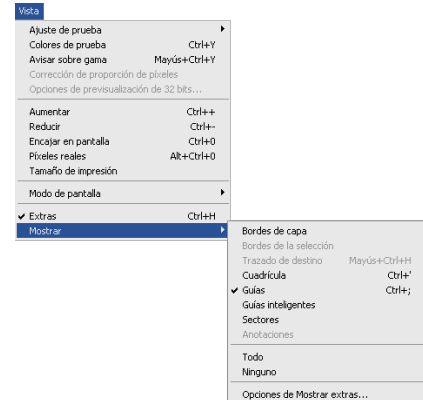 Vista
Ajuste de prueba
Colores de prueba Ctrl+Y
Avisar sobre gama Mayús+Ctrl+Y
Corrección de proporción de píxeles
Opciones de previsualización de 32 bits...
Aumentar Ctrl++
Reducir Ctrl+-
Encajar en pantalla Ctrl+0
Píxeles reales Alt+Ctrl+0
Tamaño de impresión
Modo de pantalla
Extras Ctrl+H
Mostrar
Bordes de capa
Bordes de la selección
Trazado de destino Mayús+Ctrl+H
Cuadrícula Ctrl+'
Guías Ctrl+;
Guías inteligentes
Sectores
Anotaciones
Todo
Ninguno
Opciones de Mostrar extras...